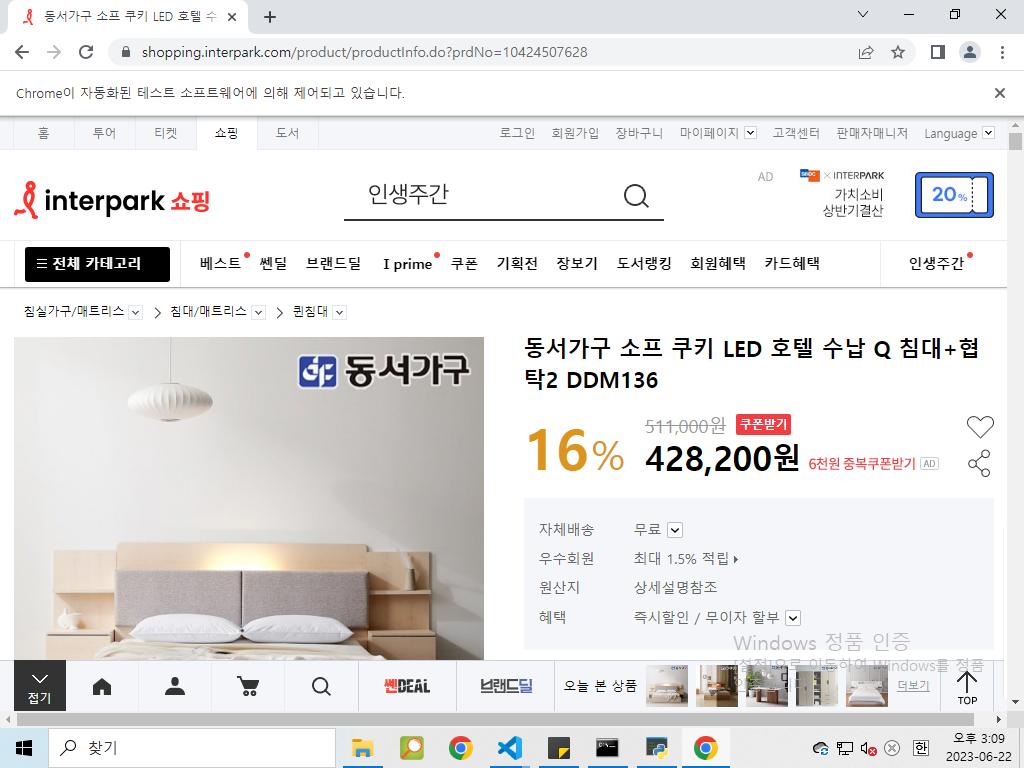 동서가구 소프 쿠키 LED 호텔 수
shopping.interpark.com/product/productInfo.do?prdNo=10424507628
Chrome이 자동화된 테스트 소프트웨어에 의해 제어되고 있습니다.
홈 투어 티켓 쇼핑 도서 로그인 회원가입 장바구니 마이페이지 고객센터 판매자매니저 Language
interpark 쇼핑
인생주간
AD
× INTERPARK
가치소비
상반기결산
20%
전체 카테고리 베스트 쎈딜 브랜드딜 I prime 쿠폰 기획전 장보기 도서랭킹 회원혜택 카드혜택 인생주간
침실가구/매트리스 > 침대/매트리스 > 퀸침대
동서가구
동서가구 소프 쿠키 LED 호텔 수납 Q 침대+협
탁2 DDM136
16%
511,000원 쿠폰받기
428,200원 6천원 중복쿠폰받기 AD
자체배송 무료
우수회원 최대 1.5% 적립
원산지 상세설명참조
혜택 즉시할인 / 무이자 할부
Windows 정품 인증
[설정]으로 이동하여 Windows를 정품
접기
쎈DEAL 브랜드딜 오늘 본 상품 더보기 TOP
찾기
한
오후 3:09
2023-06-22